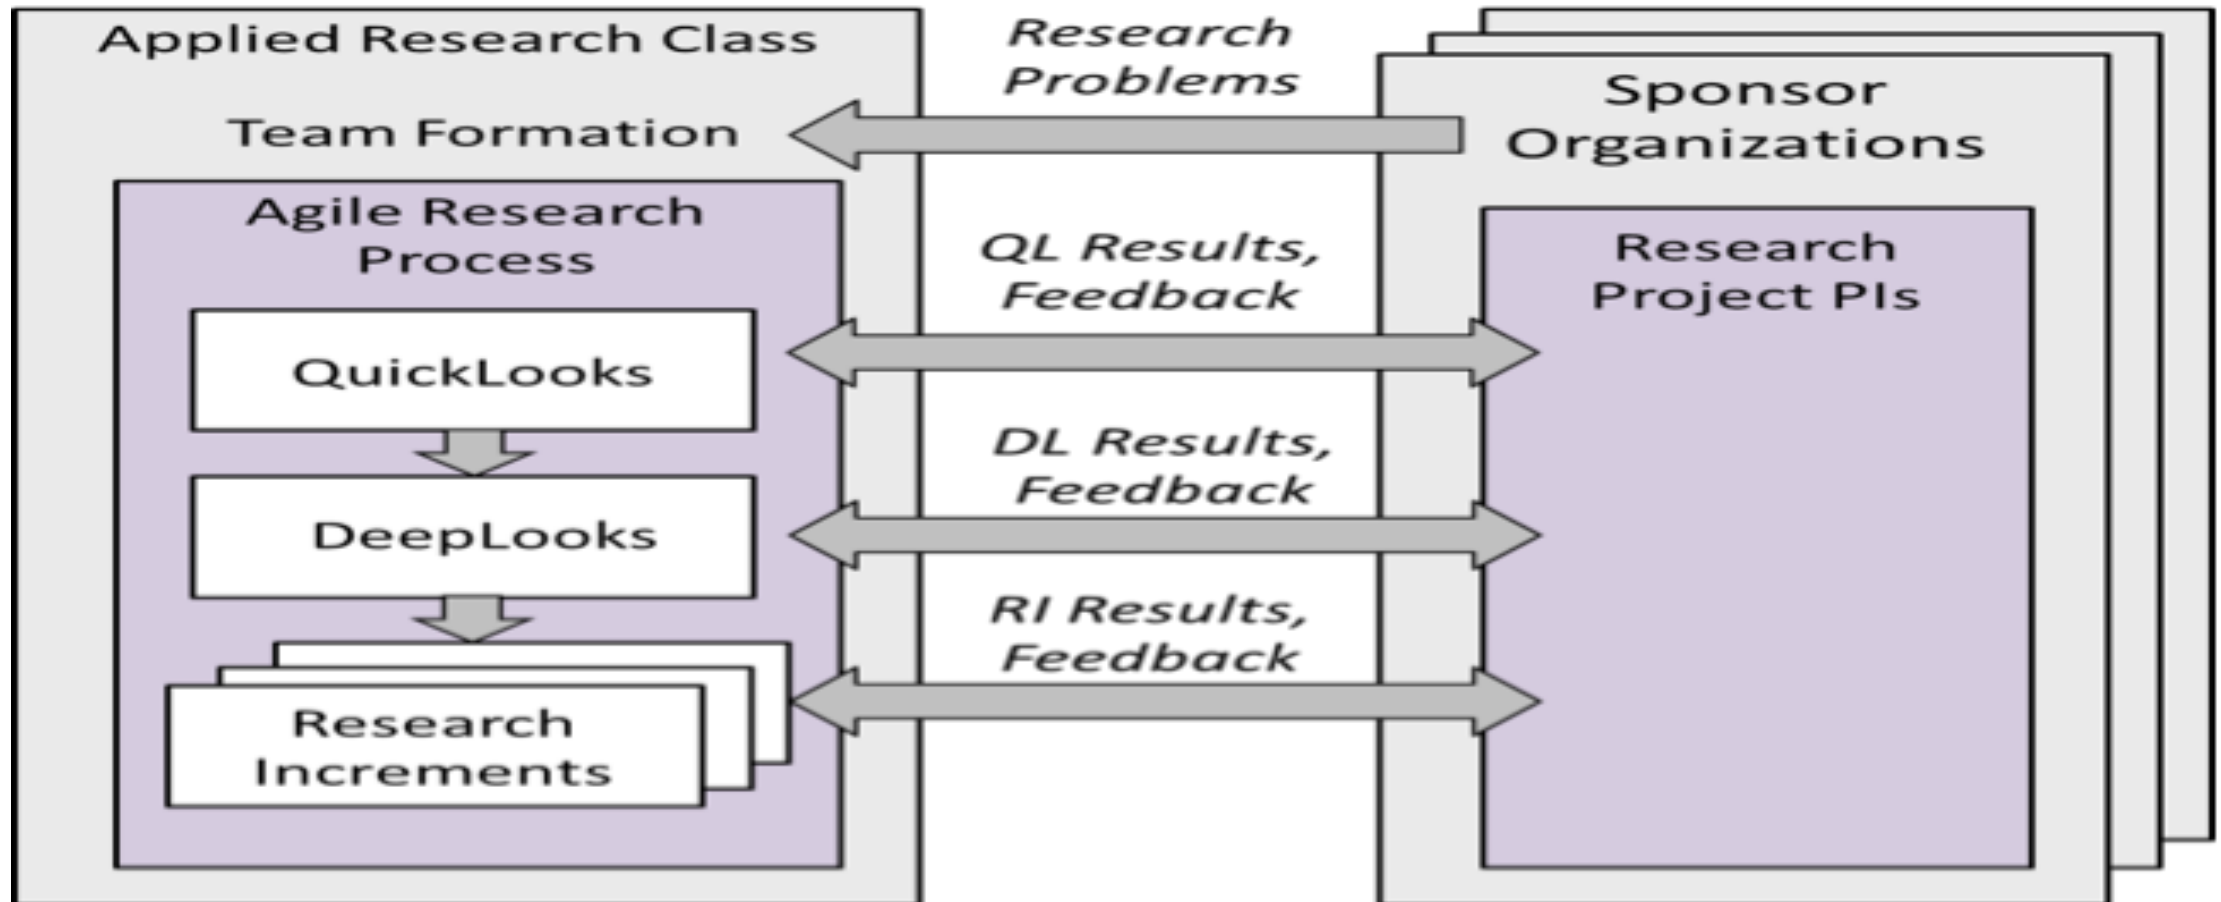 Applied Research Class
Team Formation
Agile Research
Process
QuickLooks
DeepLooks
Research
Increments
Research
Problems
QL Results,
Feedback
DL Results,
Feedback
RI Results,
Feedback
Sponsor
Organizations
Research
Project PIs